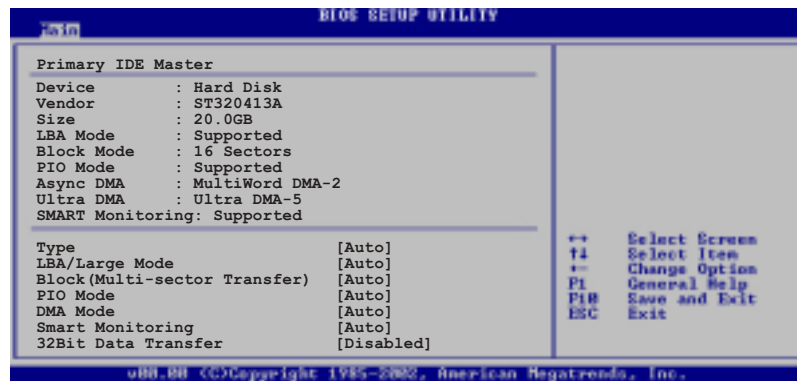 BIOS SETUP UTILITY
Main
Primary IDE Master
Device : Hard Disk
Vendor : ST320413A
Size : 20.0GB
LBA Mode : Supported
Block Mode : 16 Sectors
PIO Mode : Supported
Async DMA : MultiWord DMA-2
Ultra DMA : Ultra DMA-5
SMART Monitoring: Supported
Type [Auto]
LBA/Large Mode [Auto]
Block(Multi-sector Transfer) [Auto]
PIO Mode [Auto]
DMA Mode [Auto]
Smart Monitoring [Auto]
32Bit Data Transfer [Disabled]
←→ Select Screen
↑↓ Select Item
+- Change Option
F1 General Help
F10 Save and Exit
ESC Exit
v00.00 (C)Copyright 1985-2002, American Megatrends, Inc.